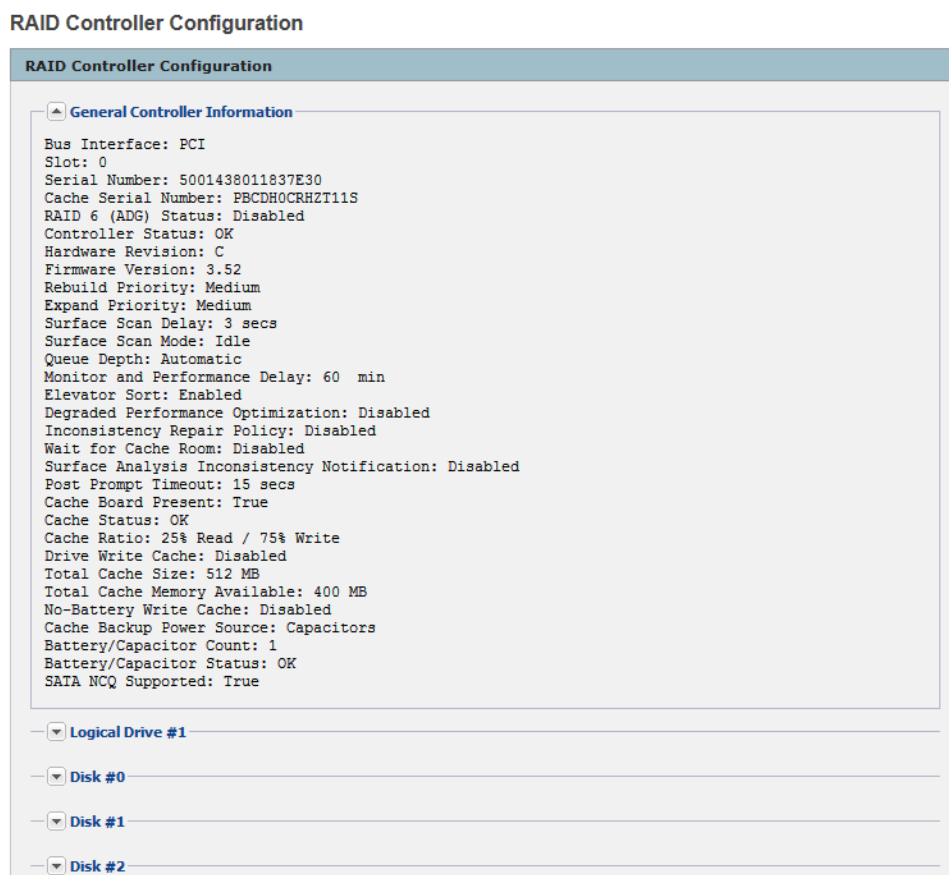 RAID Controller Configuration
RAID Controller Configuration
General Controller Information
Bus Interface: PCI
Slot: 0
Serial Number: 5001438011837E30
Cache Serial Number: PBCDH0CRHZT11S
RAID 6 (ADG) Status: Disabled
Controller Status: OK
Hardware Revision: C
Firmware Version: 3.52
Rebuild Priority: Medium
Expand Priority: Medium
Surface Scan Delay: 3 secs
Surface Scan Mode: Idle
Queue Depth: Automatic
Monitor and Performance Delay: 60  min
Elevator Sort: Enabled
Degraded Performance Optimization: Disabled
Inconsistency Repair Policy: Disabled
Wait for Cache Room: Disabled
Surface Analysis Inconsistency Notification: Disabled
Post Prompt Timeout: 15 secs
Cache Board Present: True
Cache Status: OK
Cache Ratio: 25% Read / 75% Write
Drive Write Cache: Disabled
Total Cache Size: 512 MB
Total Cache Memory Available: 400 MB
No-Battery Write Cache: Disabled
Cache Backup Power Source: Capacitors
Battery/Capacitor Count: 1
Battery/Capacitor Status: OK
SATA NCQ Supported: True
Logical Drive #1
Disk #0
Disk #1
Disk #2